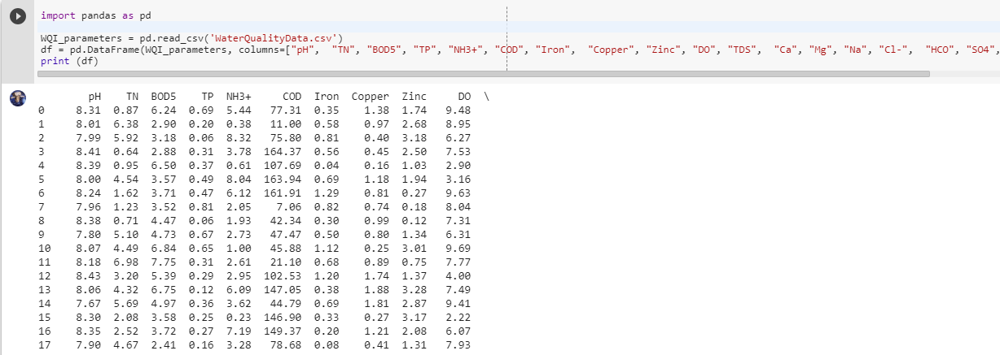 import pandas as pd
WQI_parameters = pd.read_csv('WaterQualityData.csv')
df = pd.DataFrame(WQI_parameters, columns=["pH",  "TN", "BOD5", "TP", "NH3+", "COD", "Iron",  "Copper", "Zinc", "DO", "TDS",  "Ca", "Mg", "Na", "Cl-",  "HCO", "SO4",
print (df)
pH TN BOD5 TP NH3+ COD Iron Copper Zinc DO \
0 8.31 0.87 6.24 0.69 5.44 77.31 0.35 1.38 1.74 9.48
1 8.01 6.38 2.90 0.20 0.38 11.00 0.58 0.97 2.68 8.95
2 7.99 5.92 3.18 0.06 8.32 75.80 0.81 0.40 3.18 6.27
3 8.41 0.64 2.88 0.31 3.78 164.37 0.56 0.45 2.50 7.53
4 8.39 0.95 6.50 0.37 0.61 107.69 0.04 0.16 1.03 2.90
5 8.00 4.54 3.57 0.49 8.04 163.94 0.69 1.18 1.94 3.16
6 8.24 1.62 3.71 0.47 6.12 161.91 1.29 0.81 0.27 9.63
7 7.96 1.23 3.52 0.81 2.05 7.06 0.82 0.74 0.18 8.04
8 8.38 0.71 4.47 0.06 1.93 42.34 0.30 0.99 0.12 7.31
9 7.80 5.10 4.73 0.67 2.73 47.47 0.50 0.80 1.34 6.31
10 8.07 4.49 6.84 0.65 1.00 45.88 1.12 0.25 3.01 9.69
11 8.18 6.98 7.75 0.31 2.61 21.10 0.68 0.89 0.75 7.77
12 8.43 3.20 5.39 0.29 2.95 102.53 1.20 1.74 1.37 4.00
13 8.06 4.32 6.75 0.12 6.09 147.05 0.38 1.88 3.28 7.49
14 7.67 5.69 4.97 0.36 3.62 44.79 0.69 1.81 2.87 9.41
15 8.30 2.08 3.58 0.25 0.23 146.90 0.33 0.27 3.17 2.22
16 8.35 2.52 3.72 0.27 7.19 149.37 0.20 1.21 2.08 6.07
17 7.90 4.67 2.41 0.16 3.28 78.68 0.08 0.41 1.31 7.93